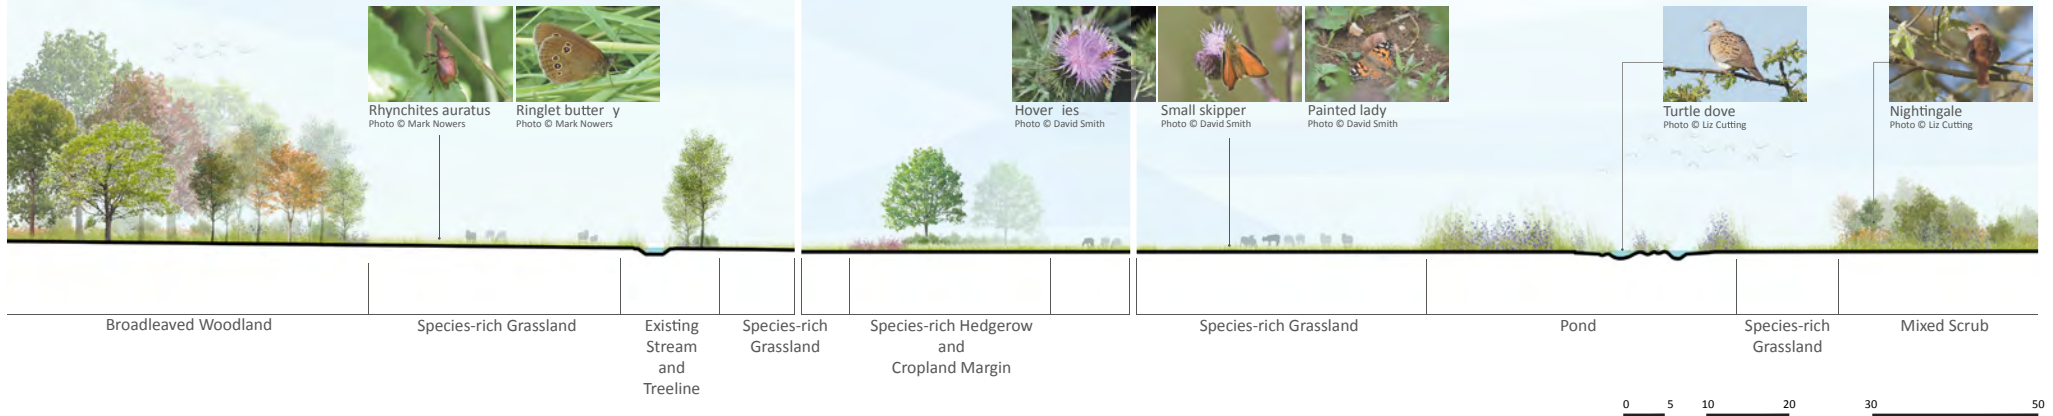 Rhynchites auratus
Photo © Mark Nowers
Ringlet butter y
Photo © Mark Nowers
Hover ies
Photo © David Smith
Small skipper
Photo © David Smith
Painted lady
Photo © David Smith
Turtle dove
Photo © Liz Cutting
Nightingale
Photo © Liz Cutting
Broadleaved Woodland
Species-rich Grassland
Existing
Stream
and
Treeline
Species-rich
Grassland
Species-rich Hedgerow
and
Cropland Margin
Species-rich Grassland
Pond
Species-rich
Grassland
Mixed Scrub
0 5 10 20 30 50